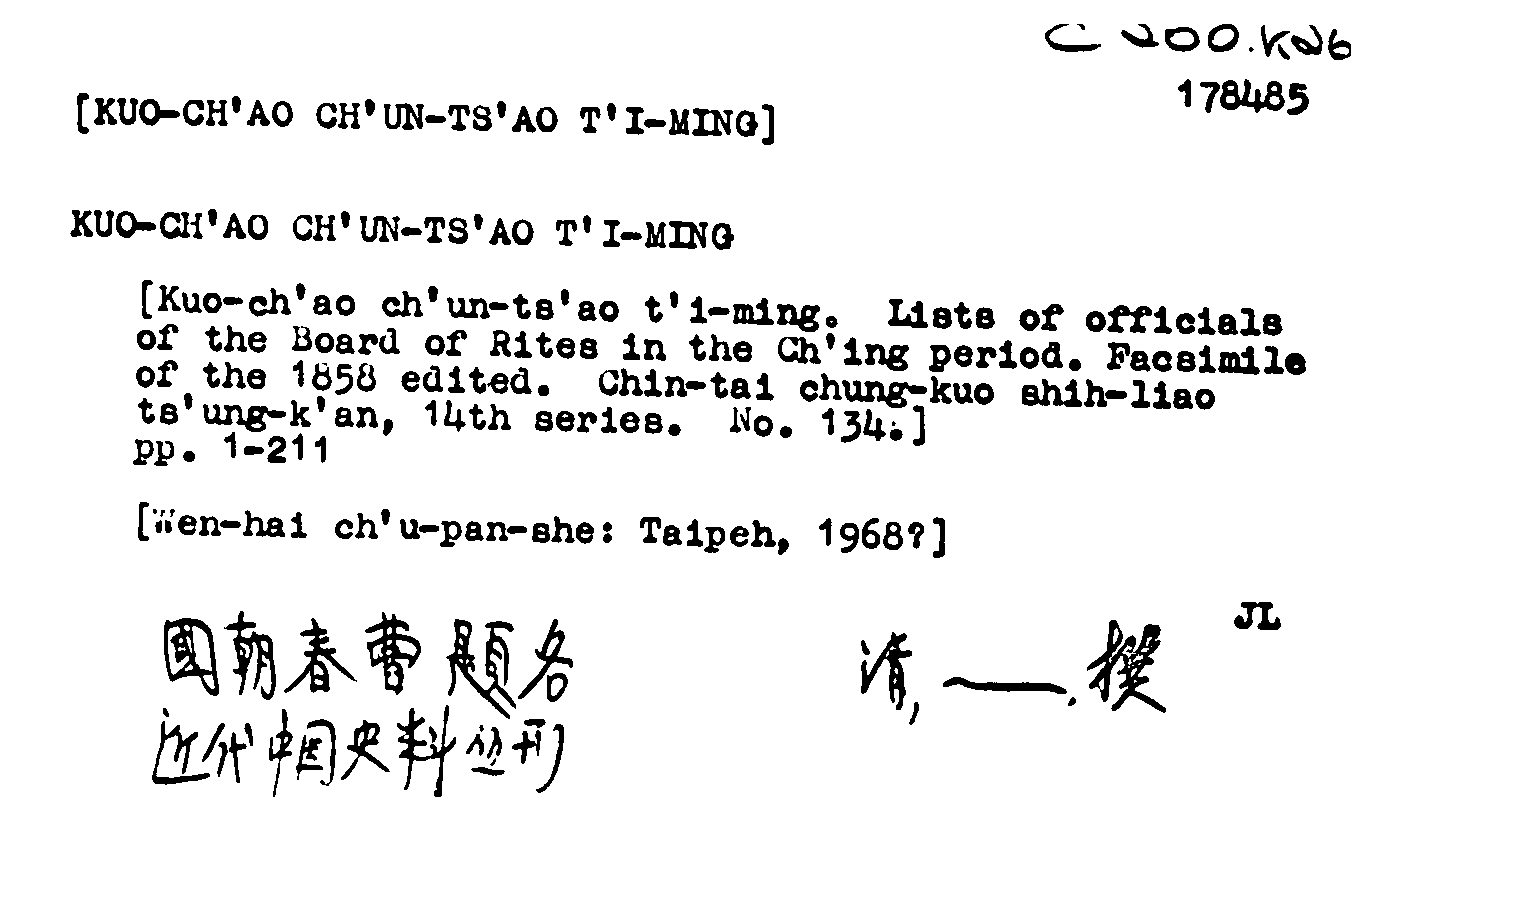 C 200.K26
178485
[KUO-CH'AO CH'UN-TS'AO T'I-MING]
KUO-CH'AO CH'UN-TS'AO T'I-MING
[Kuo-ch'ao ch'un-ts'ao t'i-ming. Lists of officials
of the Board of Rites in the Ch'ing period. Facsimile
of the 1858 edited. Chin-tai chung-kuo shih-liao
ts'ung-k'an, 14th series. No. 134.]
pp. 1-211
[Wen-hai ch'u-pan-she: Taipeh, 1968?]
JL
國朝春曹題名 清, 撰
近代中国史料丛刊